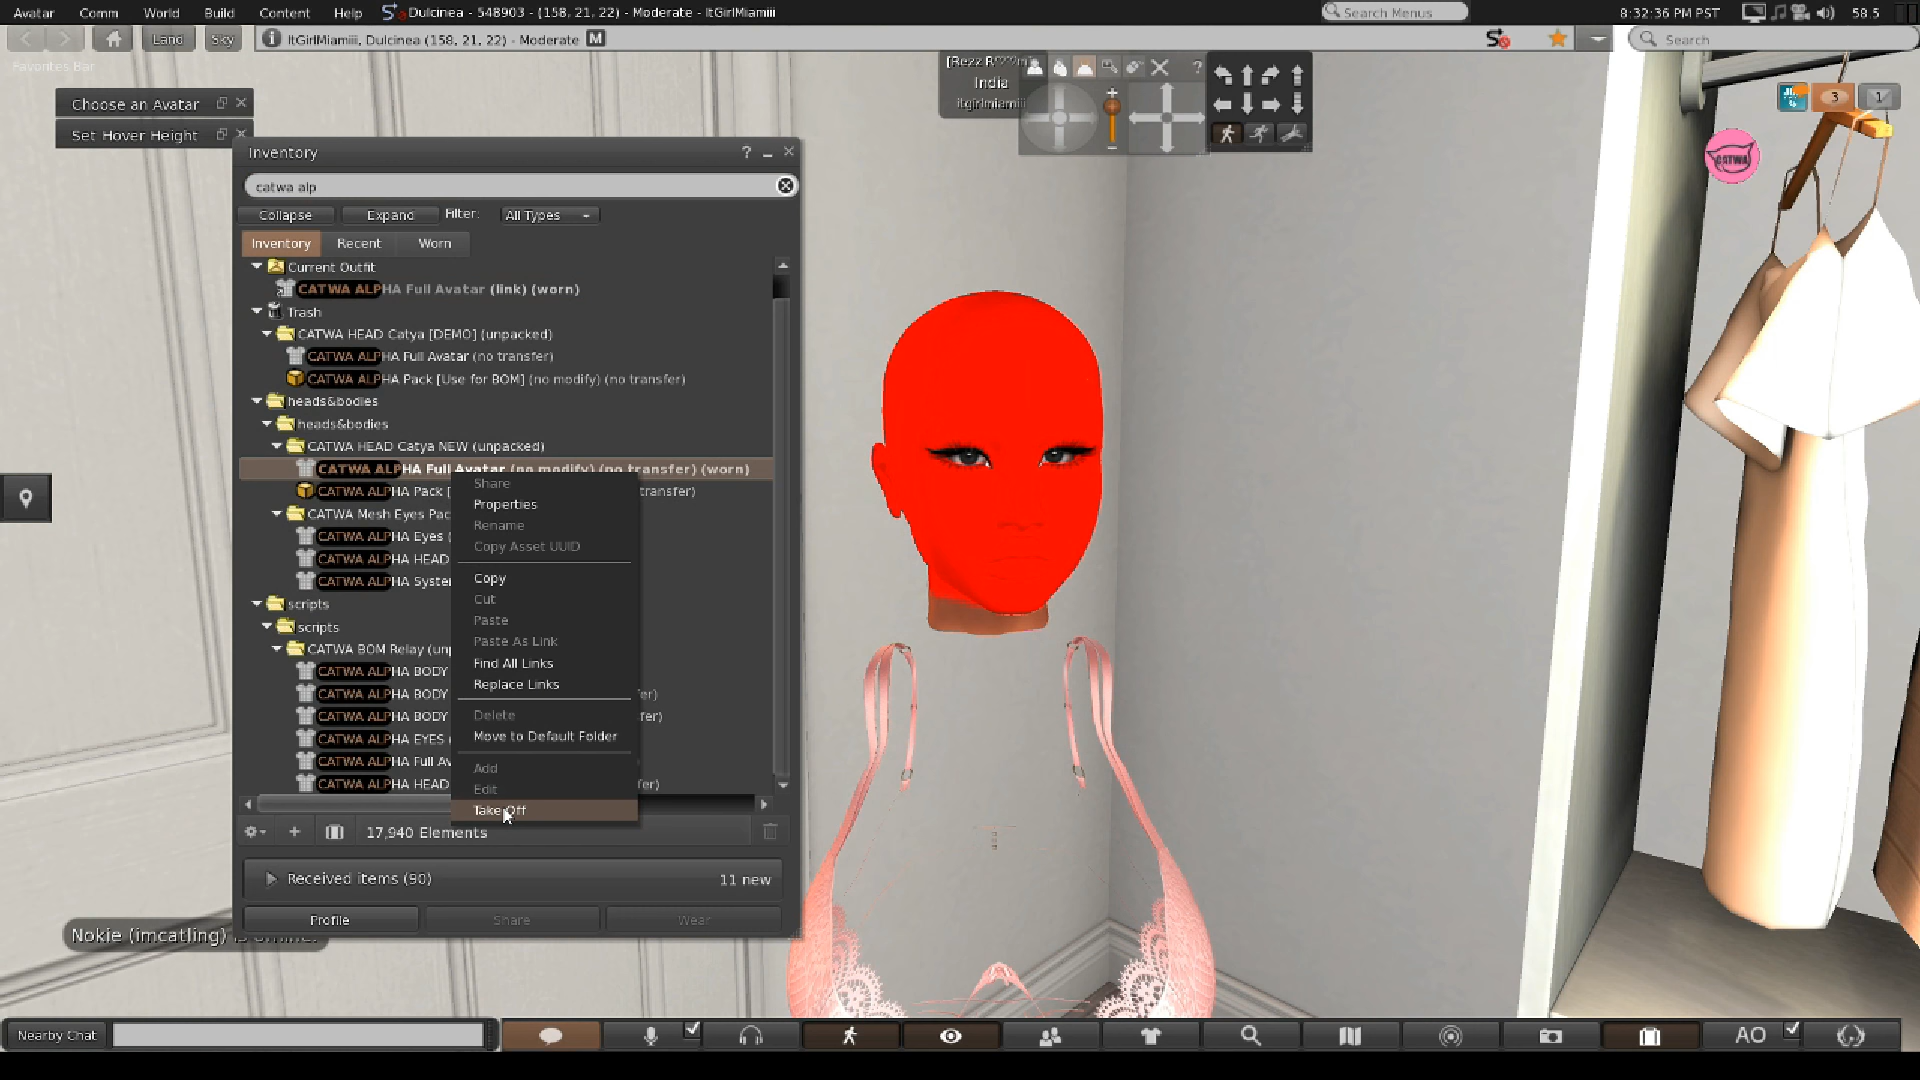 Avatar Comm World Build Content Help Dulcinea - 548903 - (158, 21, 22) - Moderate - ItGirlMiamiii Search Menus 8:32:36 PM PST 58.5
Land Sky ItGirlMiamiii, Dulcinea (158, 21, 22) - Moderate M Search
Favorites Bar
Choose an Avatar
Set Hover Height
[Rezz
India
itgirlmiamiii
?
3
1
CATWA
Inventory ?
catwa alp
Collapse Expand Filter: All Types
Inventory Recent Worn
Current Outfit
CATWA ALPHA Full Avatar (link) (worn)
Trash
CATWA HEAD Catya [DEMO] (unpacked)
CATWA ALPHA Full Avatar (no transfer)
CATWA ALPHA Pack [Use for BOM] (no modify) (no transfer)
heads&bodies
heads&bodies
CATWA HEAD Catya NEW (unpacked)
CATWA ALPHA Full Avatar (no modify) (no transfer) (worn)
CATWA ALPHA Pack [ transfer)
CATWA Mesh Eyes Pac
CATWA ALPHA Eyes (
CATWA ALPHA HEAD
CATWA ALPHA Syste
scripts
scripts
CATWA BOM Relay (un
CATWA ALPHA BODY
CATWA ALPHA BODY fer)
CATWA ALPHA BODY sfer)
CATWA ALPHA EYES (
CATWA ALPHA Full Av
CATWA ALPHA HEAD sfer)
Share
Properties
Rename
Copy Asset UUID
Copy
Cut
Paste
Paste As Link
Find All Links
Replace Links
Delete
Move to Default Folder
Add
Edit
Take Off
17,940 Elements
Received items (90) 11 new
Profile Share Wear
Nokie (imcatling)
Nearby Chat AO